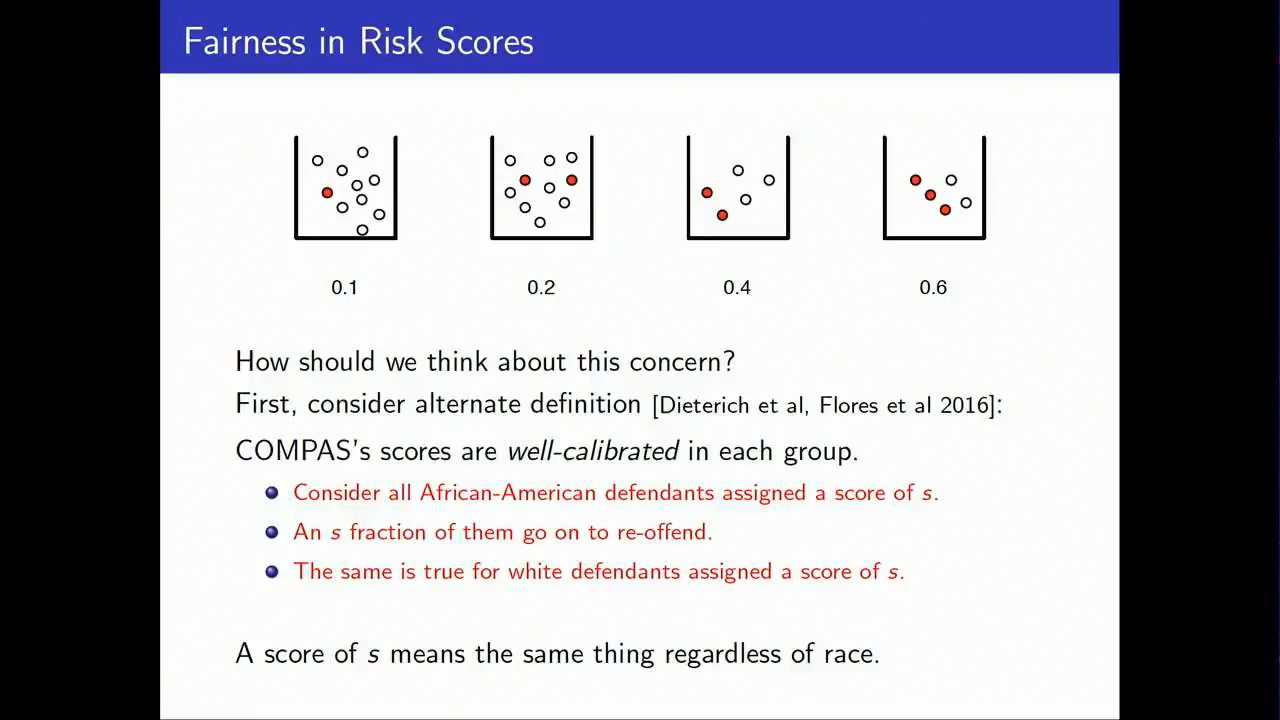 Fairness in Risk Scores
0.1 0.2 0.4 0.6
How should we think about this concern?
First, consider alternate definition [Dieterich et al, Flores et al 2016]:
COMPAS's scores are well-calibrated in each group.
Consider all African-American defendants assigned a score of s.
An s fraction of them go on to re-offend.
The same is true for white defendants assigned a score of s.
A score of s means the same thing regardless of race.